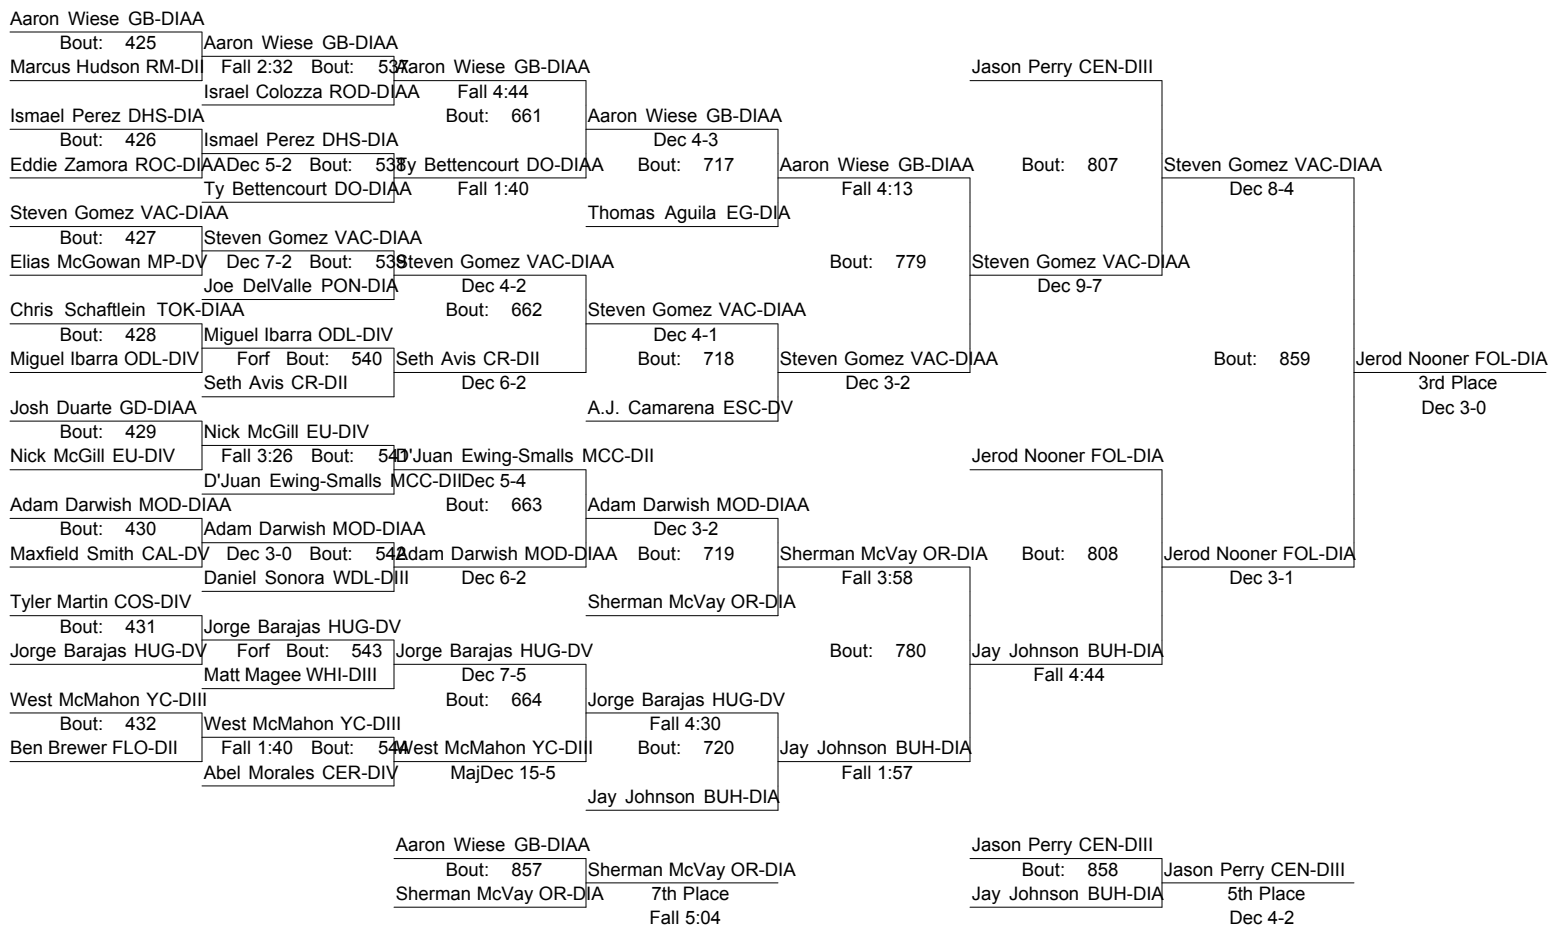 Aaron Wiese GB-DIAA
Bout: 425 Aaron Wiese GB-DIAA
Marcus Hudson RM-DII Fall 2:32 Bout: 537 Aaron Wiese GB-DIAA Jason Perry CEN-DIII
Israel Colozza ROD-DIAA Fall 4:44
Ismael Perez DHS-DIA Bout: 661 Aaron Wiese GB-DIAA
Bout: 426 Ismael Perez DHS-DIA Dec 4-3
Eddie Zamora ROC-DIAA Dec 5-2 Bout: 538 Ty Bettencourt DO-DIAA Bout: 717 Aaron Wiese GB-DIAA Bout: 807 Steven Gomez VAC-DIAA
Ty Bettencourt DO-DIAA Fall 1:40 Fall 4:13 Dec 8-4
Steven Gomez VAC-DIAA Thomas Aguila EG-DIA
Bout: 427 Steven Gomez VAC-DIAA
Elias McGowan MP-DV Dec 7-2 Bout: 539 Steven Gomez VAC-DIAA Bout: 779 Steven Gomez VAC-DIAA
Joe DelValle PON-DIA Dec 4-2 Dec 9-7
Chris Schaftlein TOK-DIAA Bout: 662 Steven Gomez VAC-DIAA
Bout: 428 Miguel Ibarra ODL-DIV Dec 4-1
Miguel Ibarra ODL-DIV Forf Bout: 540 Seth Avis CR-DII Bout: 718 Steven Gomez VAC-DIAA Bout: 859 Jerod Nooner FOL-DIA
Seth Avis CR-DII Dec 6-2 Dec 3-2 3rd Place
Josh Duarte GD-DIAA A.J. Camarena ESC-DV Dec 3-0
Bout: 429 Nick McGill EU-DIV
Nick McGill EU-DIV Fall 3:26 Bout: 541 D'Juan Ewing-Smalls MCC-DII Jerod Nooner FOL-DIA
D'Juan Ewing-Smalls MCC-DII Dec 5-4
Adam Darwish MOD-DIAA Bout: 663 Adam Darwish MOD-DIAA
Bout: 430 Adam Darwish MOD-DIAA Dec 3-2
Maxfield Smith CAL-DV Dec 3-0 Bout: 542 Adam Darwish MOD-DIAA Bout: 719 Sherman McVay OR-DIA Bout: 808 Jerod Nooner FOL-DIA
Daniel Sonora WDL-DIII Dec 6-2 Fall 3:58 Dec 3-1
Tyler Martin COS-DIV Sherman McVay OR-DIA
Bout: 431 Jorge Barajas HUG-DV
Jorge Barajas HUG-DV Forf Bout: 543 Jorge Barajas HUG-DV Bout: 780 Jay Johnson BUH-DIA
Matt Magee WHI-DIII Dec 7-5 Fall 4:44
West McMahon YC-DIII Bout: 664 Jorge Barajas HUG-DV
Bout: 432 West McMahon YC-DIII Fall 4:30
Ben Brewer FLO-DII Fall 1:40 Bout: 544 West McMahon YC-DIII Bout: 720 Jay Johnson BUH-DIA
Abel Morales CER-DIV MajDec 15-5 Fall 1:57
Jay Johnson BUH-DIA
Aaron Wiese GB-DIAA Jason Perry CEN-DIII
Bout: 857 Sherman McVay OR-DIA Bout: 858 Jason Perry CEN-DIII
Sherman McVay OR-DIA 7th Place Jay Johnson BUH-DIA 5th Place
Fall 5:04 Dec 4-2